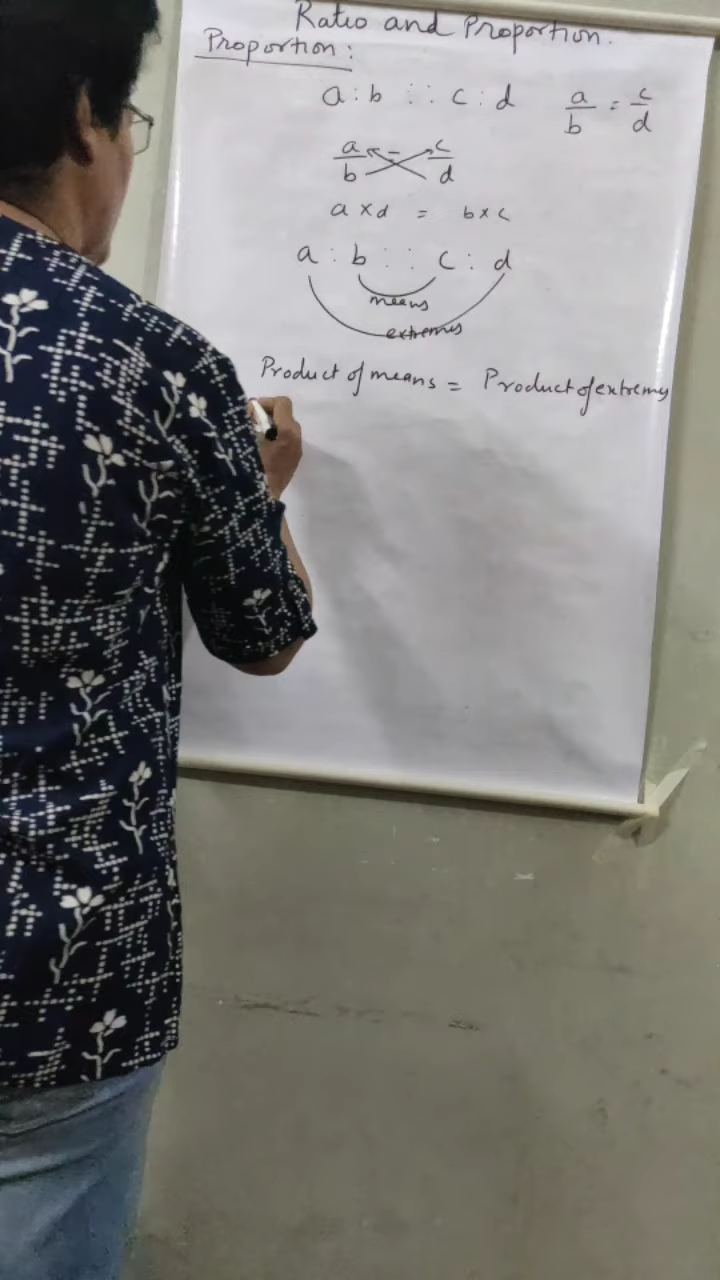 Ratio and Proportion.
Proportion:
a : b :: c : d   a/b = c/d
a/b = c/d
a × d = b × c
a : b :: c : d
means
extremes
Product of means = Product of extremes